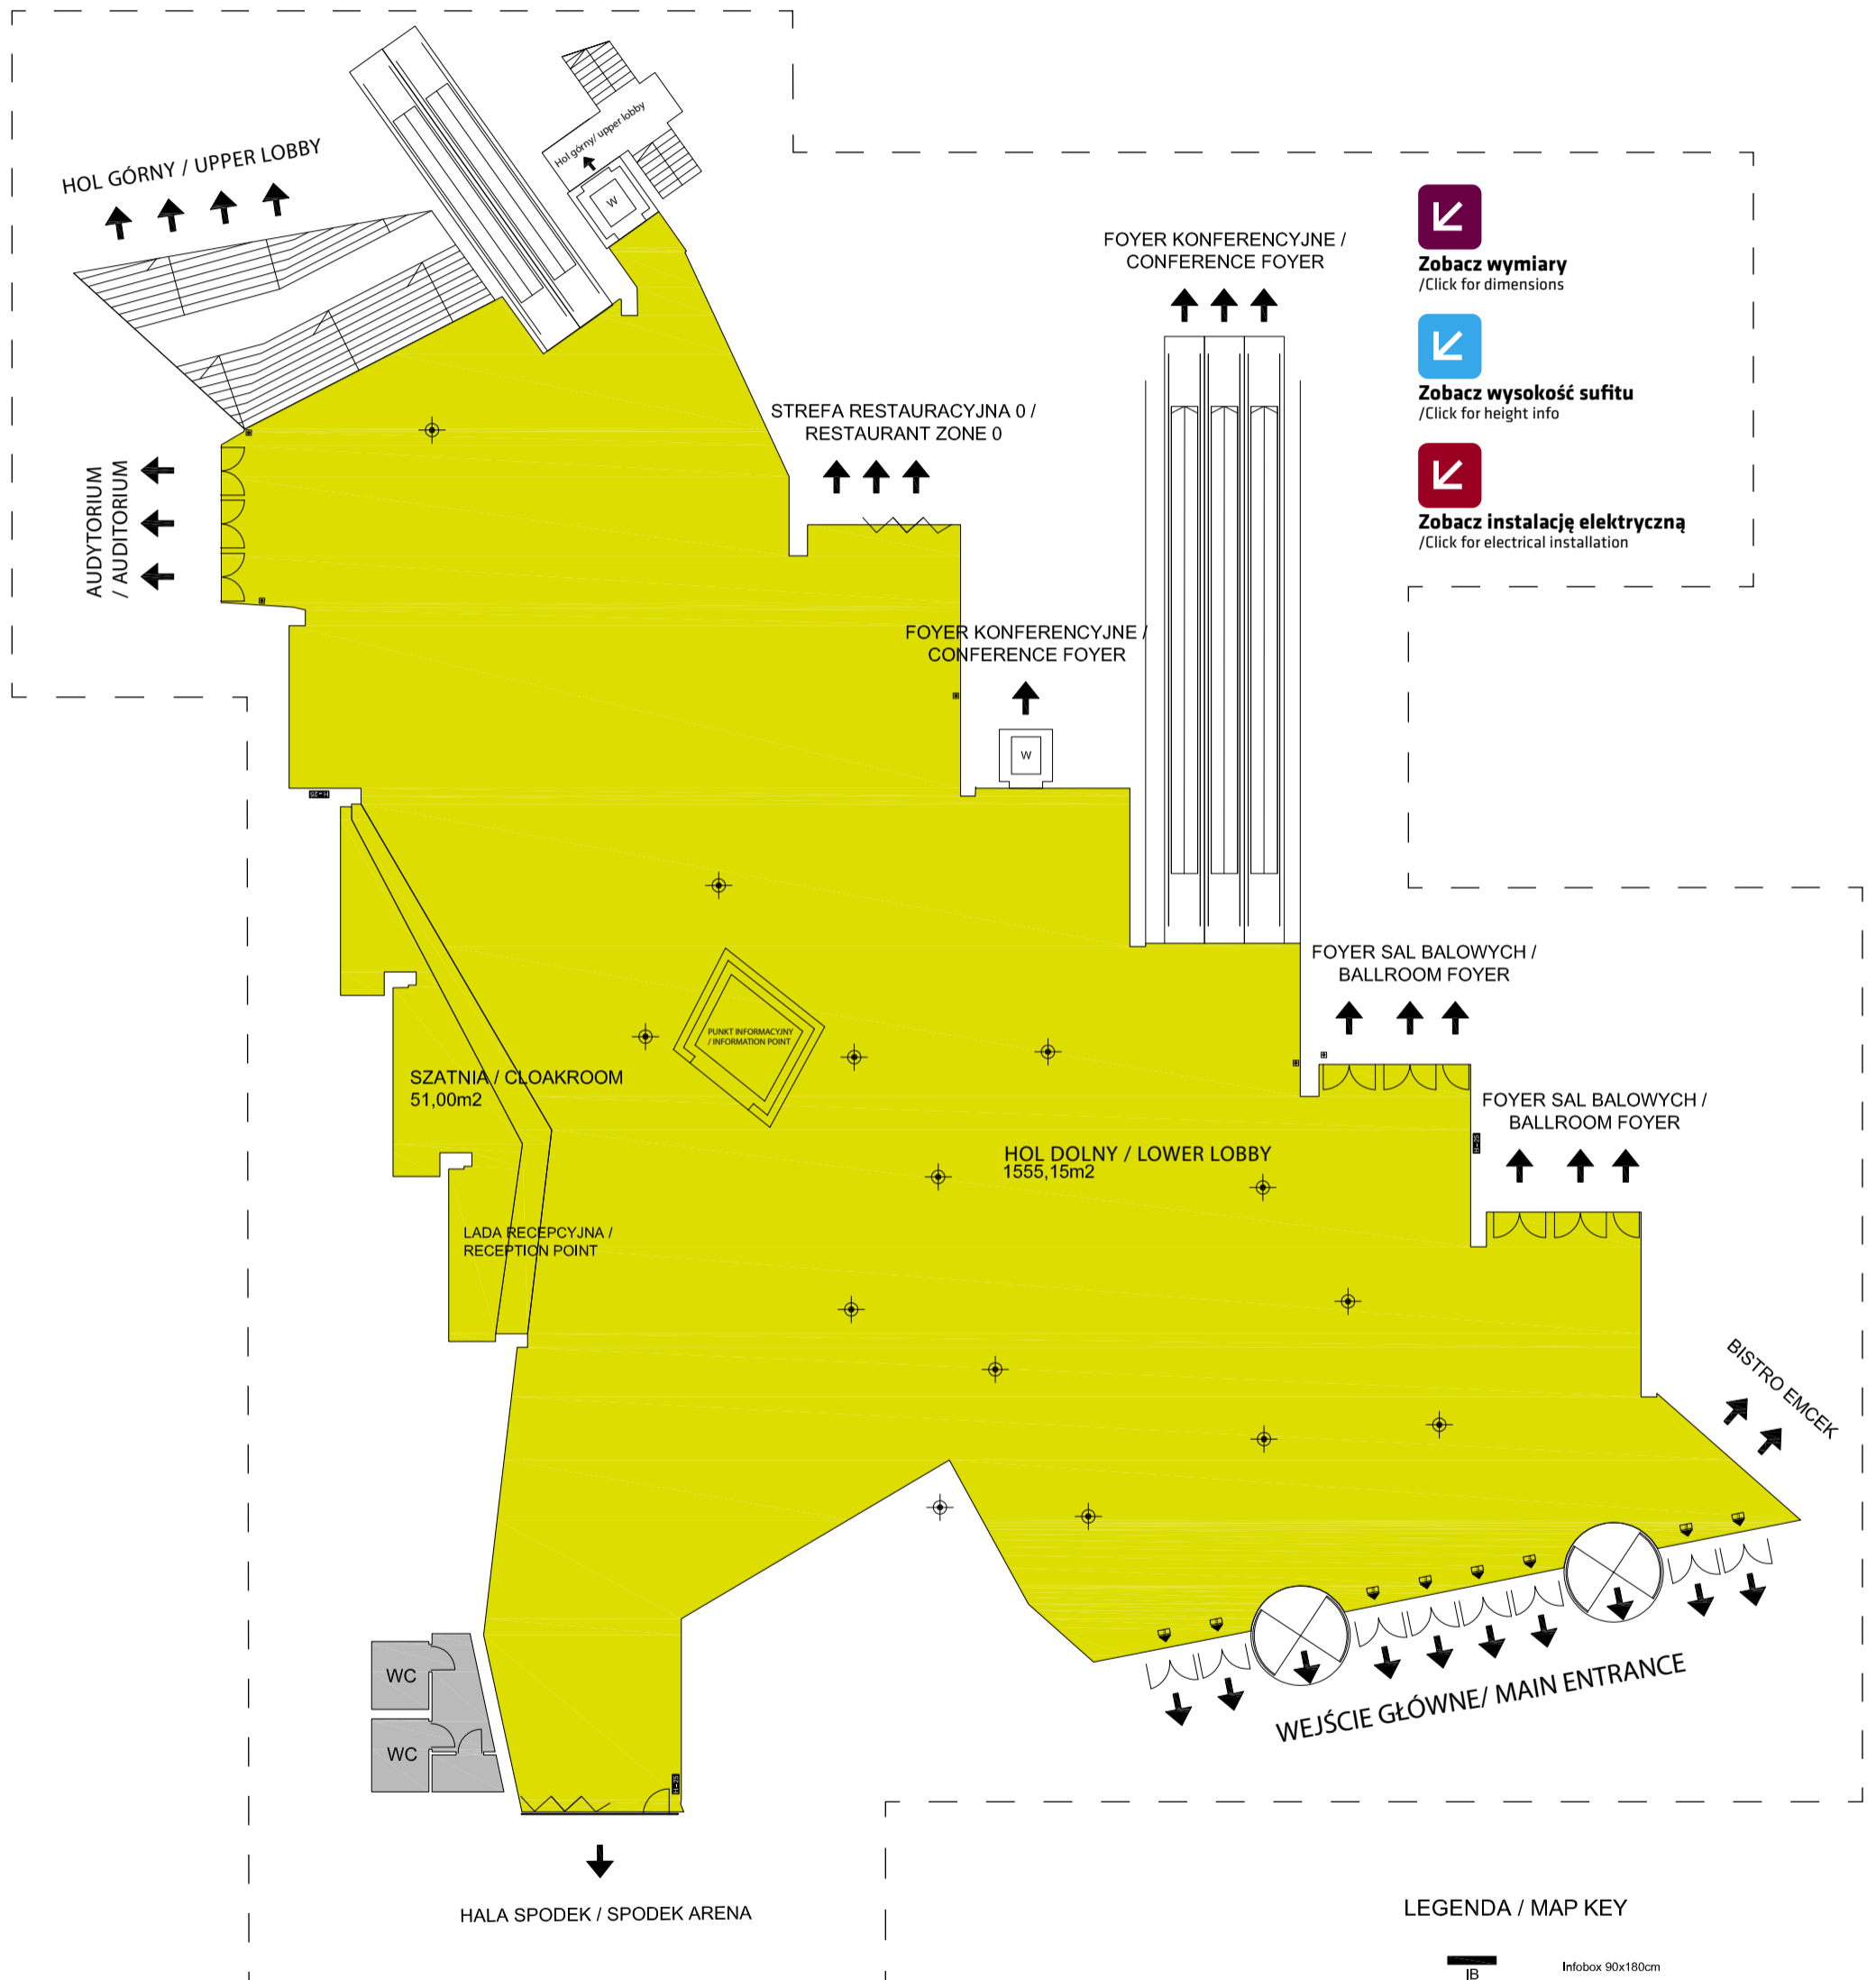 HOL GÓRNY / UPPER LOBBY
Hol górny/ upper lobby
W
FOYER KONFERENCYJNE /
CONFERENCE FOYER
Zobacz wymiary
/Click for dimensions
Zobacz wysokość sufitu
/Click for height info
Zobacz instalację elektryczną
/Click for electrical installation
STREFA RESTAURACYJNA 0 /
RESTAURANT ZONE 0
AUDYTORIUM
/ AUDITORIUM
FOYER KONFERENCYJNE /
CONFERENCE FOYER
W
FOYER SAL BALOWYCH /
BALLROOM FOYER
PUNKT INFORMACYJNY
/ INFORMATION POINT
SZATNIA / CLOAKROOM
51,00m2
FOYER SAL BALOWYCH /
BALLROOM FOYER
HOL DOLNY / LOWER LOBBY
1555,15m2
LADA RECEPCYJNA /
RECEPTION POINT
BISTRO EMCEK
WC
WC
WEJŚCIE GŁÓWNE/ MAIN ENTRANCE
HALA SPODEK / SPODEK ARENA
LEGENDA / MAP KEY
IB
Infobox 90x180cm